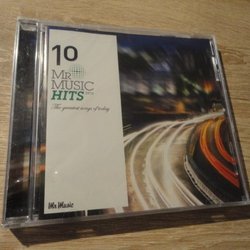 10
MR
MUSIC
HITS
The greatest songs of today
Mr Music